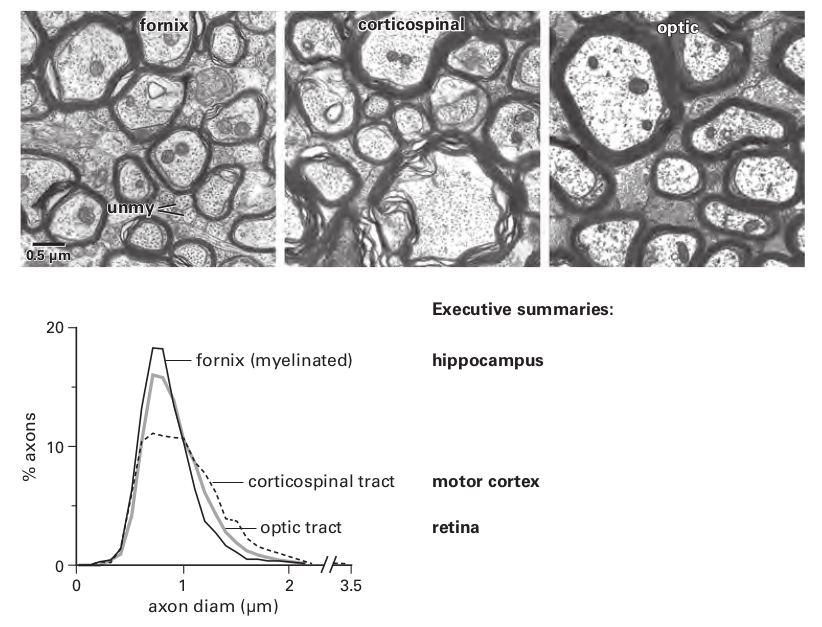 fornix
corticospinal
optic
unmy
0.5 µm
Executive summaries:
20
fornix (myelinated)
hippocampus
% axons
10
corticospinal tract
motor cortex
optic tract
retina
0
0
1
2
3.5
axon diam (µm)